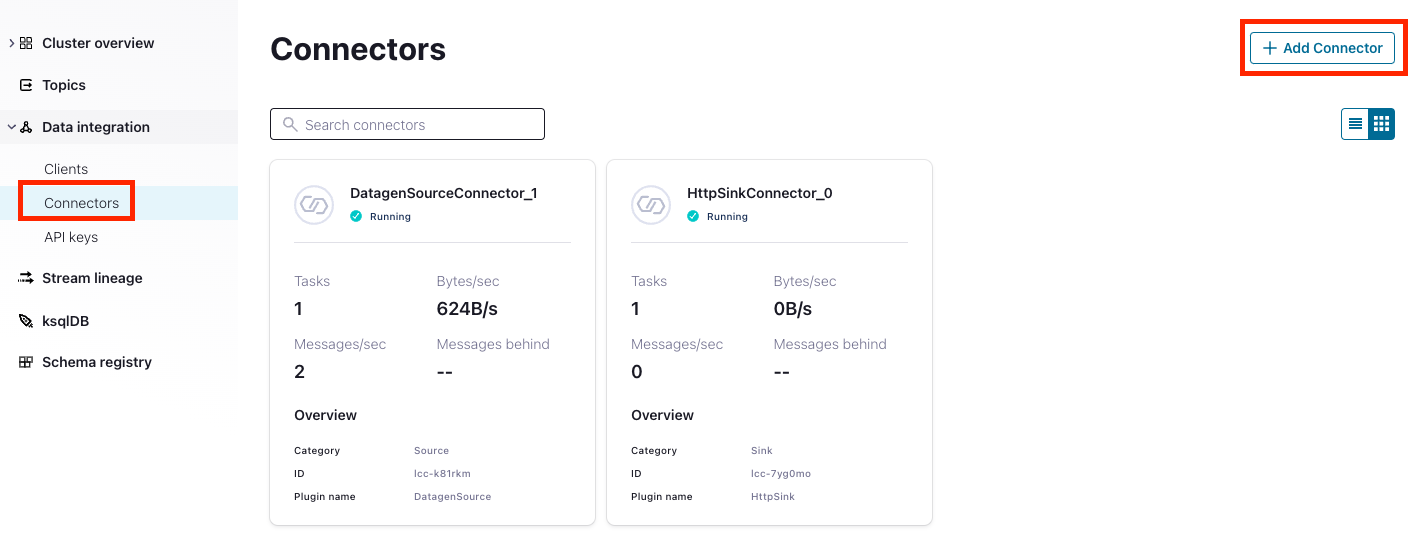 Cluster overview
Topics
Data integration
Clients
Connectors
API keys
Stream lineage
ksqlDB
Schema registry
Connectors
+ Add Connector
Search connectors
DatagenSourceConnector_1
Running
Tasks Bytes/sec
1 624B/s
Messages/sec Messages behind
2 --
Overview
Category Source
ID lcc-k81rkm
Plugin name DatagenSource
HttpSinkConnector_0
Running
Tasks Bytes/sec
1 0B/s
Messages/sec Messages behind
0 --
Overview
Category Sink
ID lcc-7yg0mo
Plugin name HttpSink